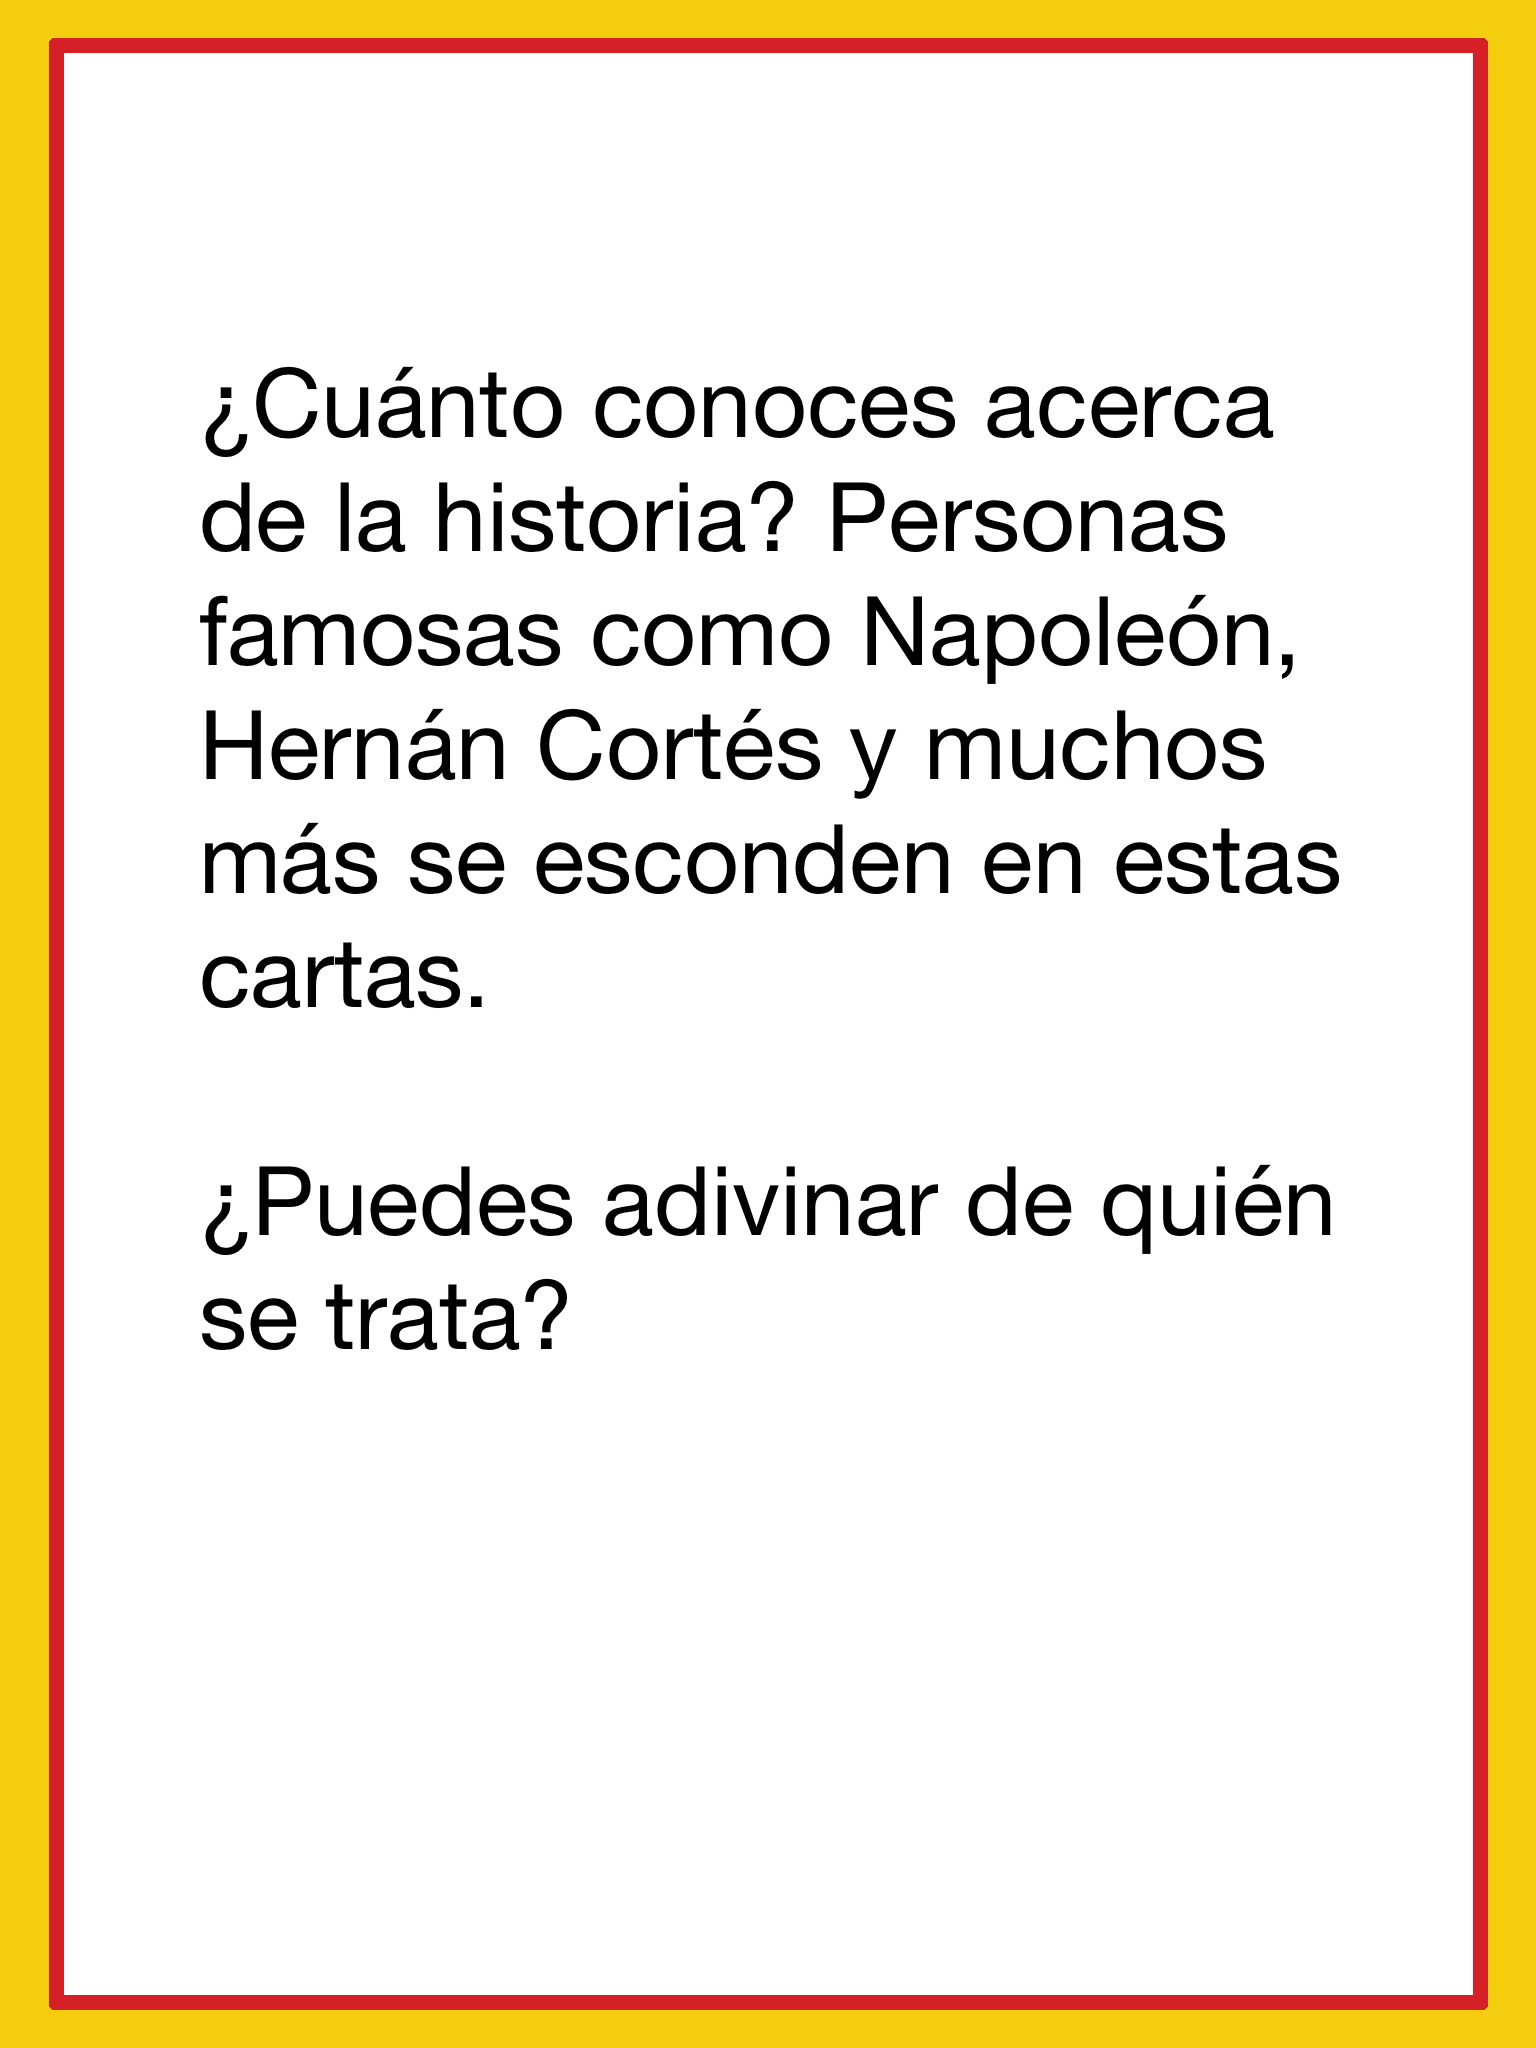 ¿Cuánto conoces acerca
de la historia? Personas
famosas como Napoleón,
Hernán Cortés y muchos
más se esconden en estas
cartas.
¿Puedes adivinar de quién
se trata?